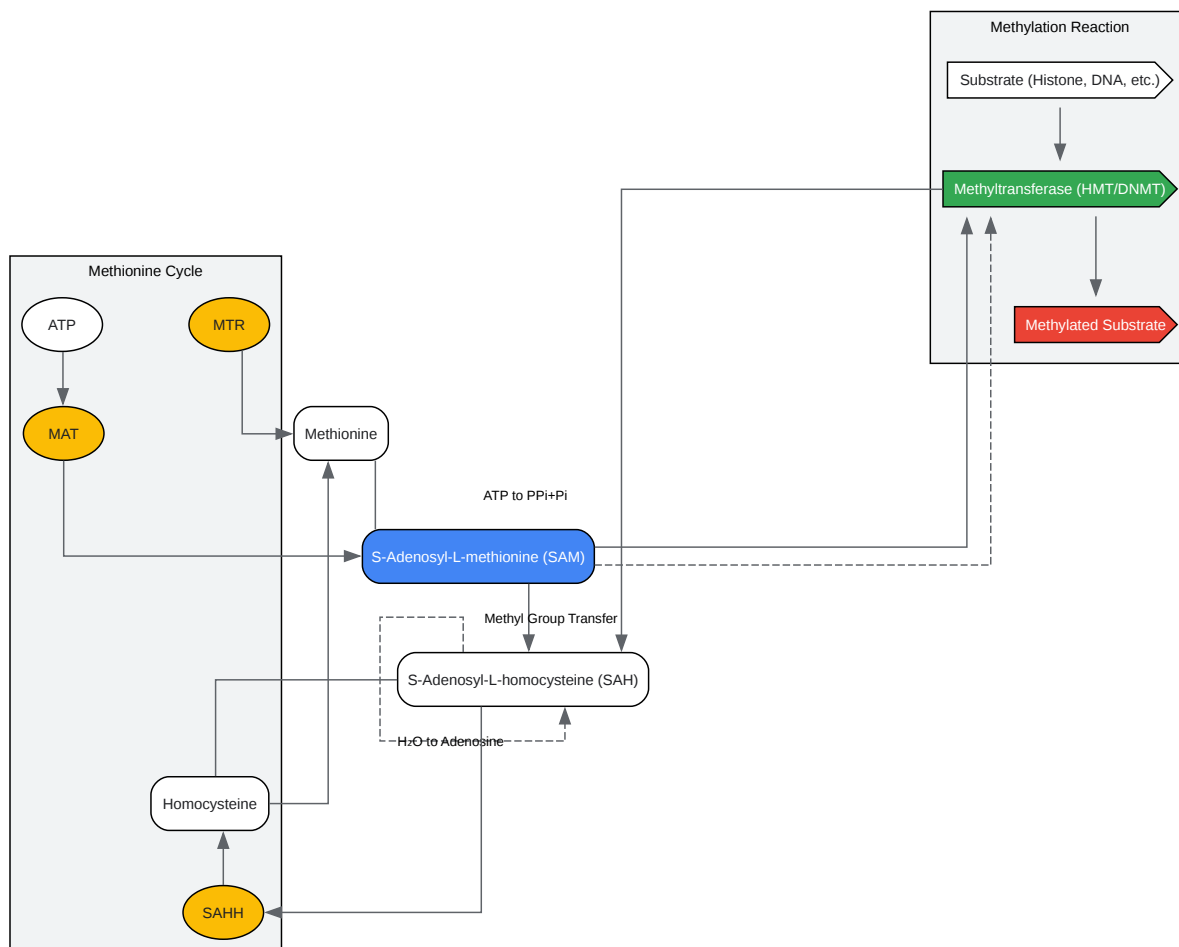 Methylation Reaction
Substrate (Histone, DNA, etc.)
Methyltransferase (HMT/DNMT)
Methylated Substrate
Methionine Cycle
ATP
MTR
MAT
Methionine
ATP to PPi+Pi
S-Adenosyl-L-methionine (SAM)
Methyl Group Transfer
S-Adenosyl-L-homocysteine (SAH)
H₂O to Adenosine
Homocysteine
SAHH